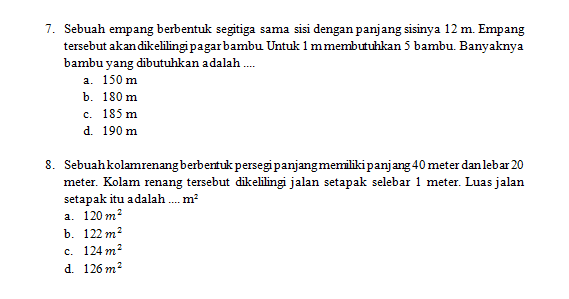 7. Sebuah empang berbentuk segitiga sama sisi dengan panjang sisinya 12 m. Empang
tersebut akan dikelilingi pagar bambu. Untuk 1 m membutuhkan 5 bambu. Banyaknya
bambu yang dibutuhkan adalah ....
a. 150 m
b. 180 m
c. 185 m
d. 190 m
8. Sebuah kolam renang berbentuk persegi panjang memiliki panjang 40 meter dan lebar 20
meter. Kolam renang tersebut dikelilingi jalan setapak selebar 1 meter. Luas jalan
setapak itu adalah .... m²
a. 120 m²
b. 122 m²
c. 124 m²
d. 126 m²